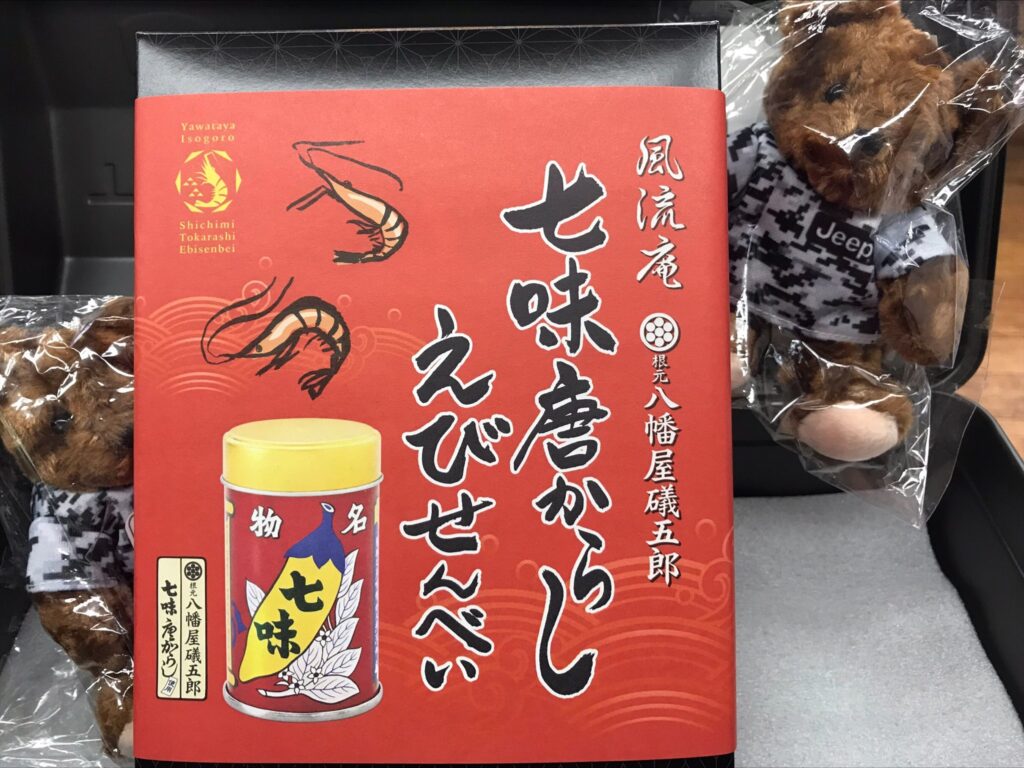 風流庵
根元 八幡屋礒五郎
七味唐からし
えびせんべい
Yawataya
Isogoro
Shichimi
Tokarashi
Ebisenbei
名物
七味
根元 八幡屋礒五郎
七味唐からし
Jeep